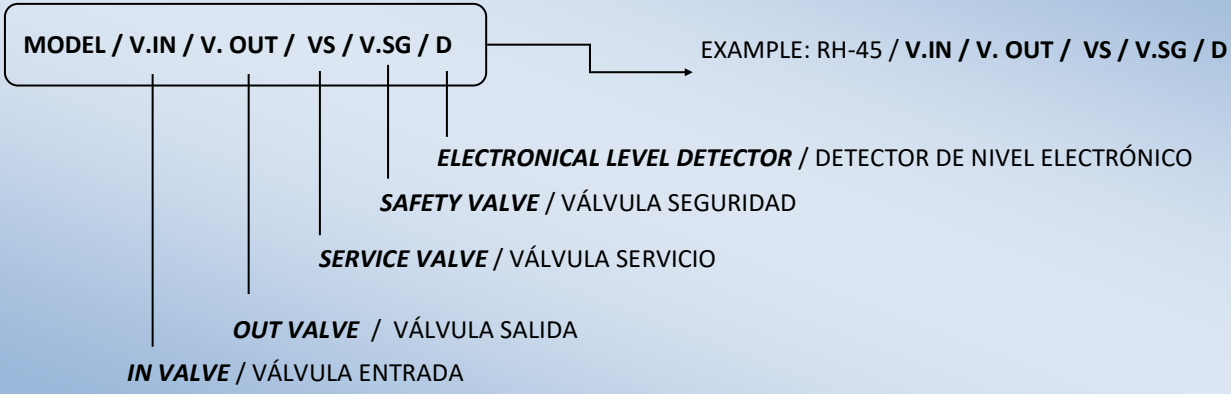 MODEL / V.IN / V. OUT /  VS / V.SG / D
EXAMPLE: RH-45 / V.IN / V. OUT /  VS / V.SG / D
ELECTRONICAL LEVEL DETECTOR / DETECTOR DE NIVEL ELECTRÓNICO
SAFETY VALVE / VÁLVULA SEGURIDAD
SERVICE VALVE / VÁLVULA SERVICIO
OUT VALVE  /  VÁLVULA SALIDA
IN VALVE / VÁLVULA ENTRADA